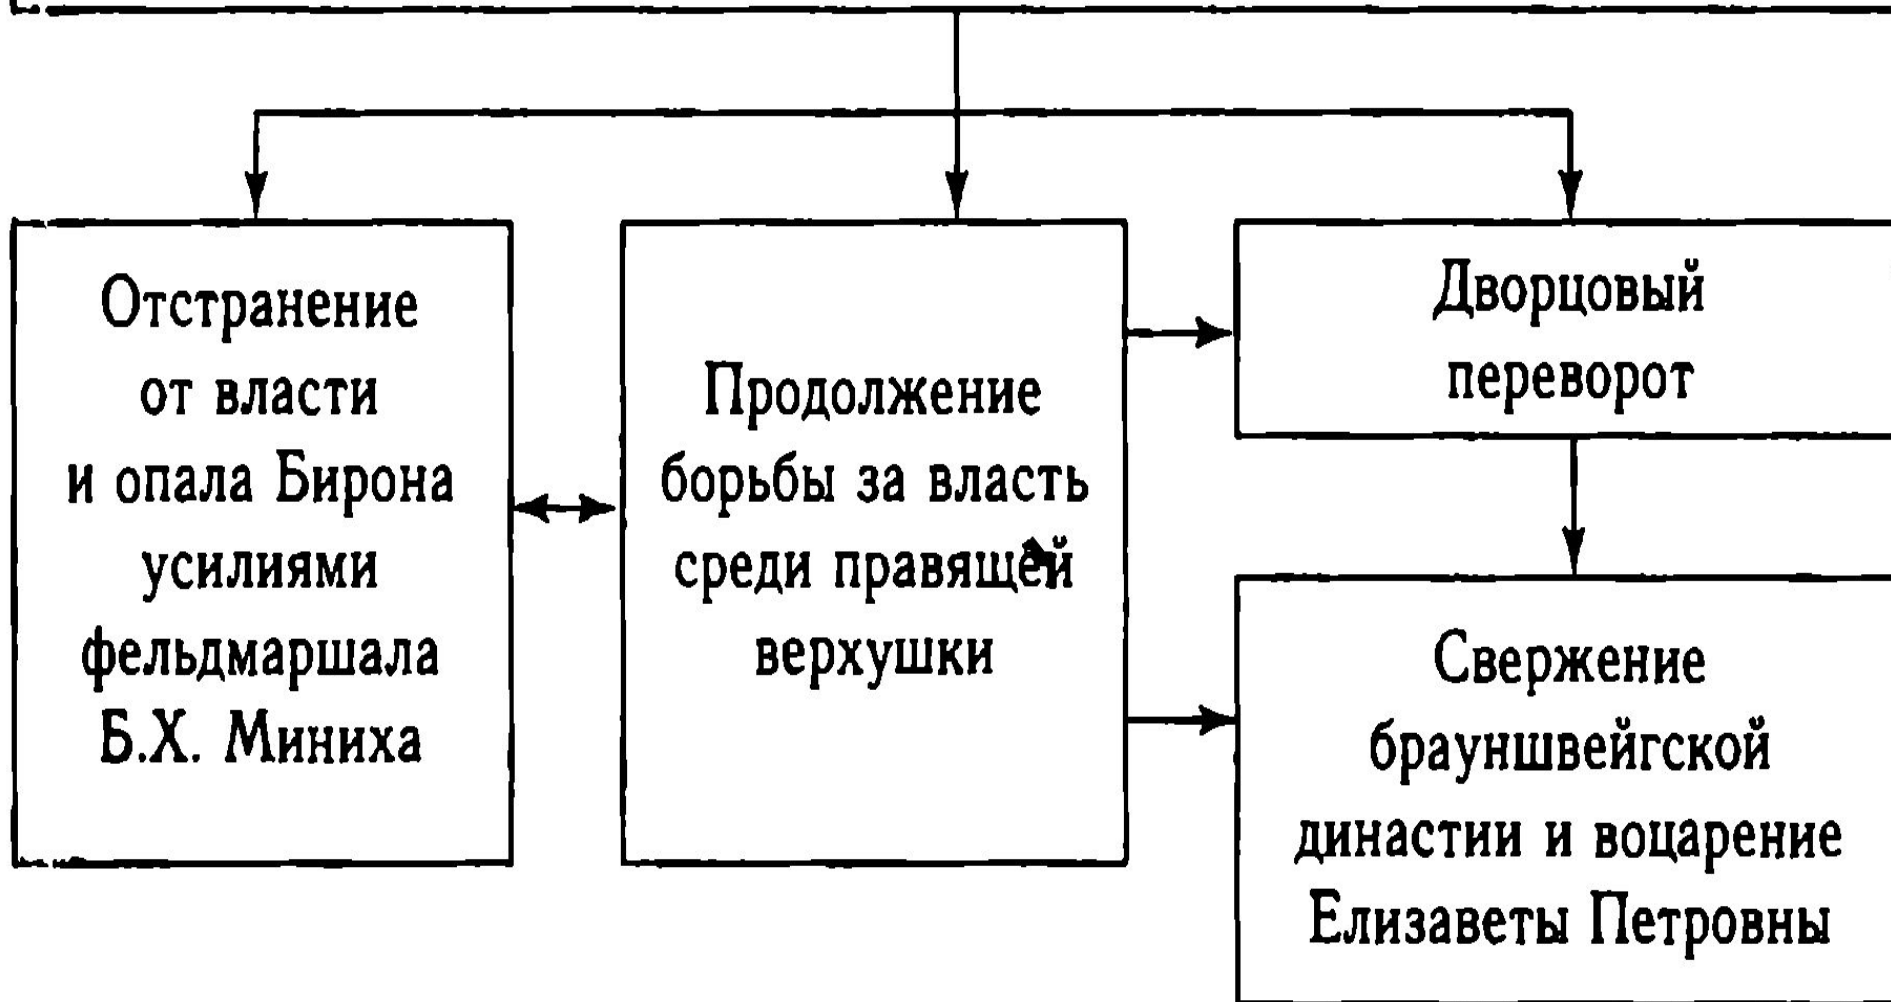 Отстранение
от власти
и опала Бирона
усилиями
фельдмаршала
Б.Х. Миниха
Продолжение
борьбы за власть
среди правящей
верхушки
Дворцовый
переворот
Свержение
брауншвейгской
династии и воцарение
Елизаветы Петровны